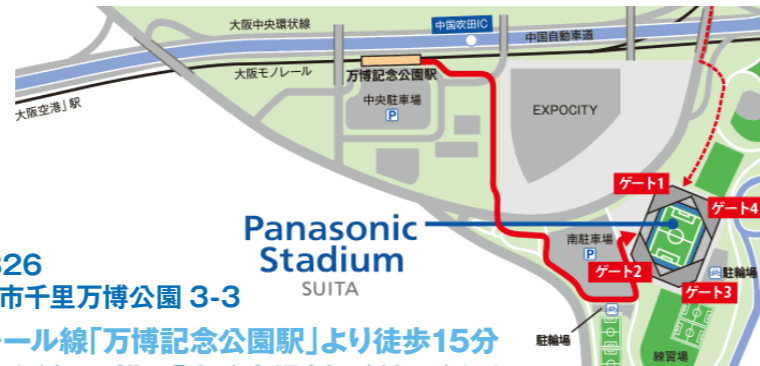 大阪中央環状線
中国吹田IC
中国自動車道
大阪モノレール
万博記念公園駅
大阪空港」駅
中央駐車場
P
EXPOCITY
ゲート1
ゲート4
Panasonic
Stadium
SUITA
南駐車場
P
ゲート2
駐輪場
ゲート3
駐輪場
練習場
826
市千里万博公園 3-3
ール線「万博記念公園駅」より徒歩15分